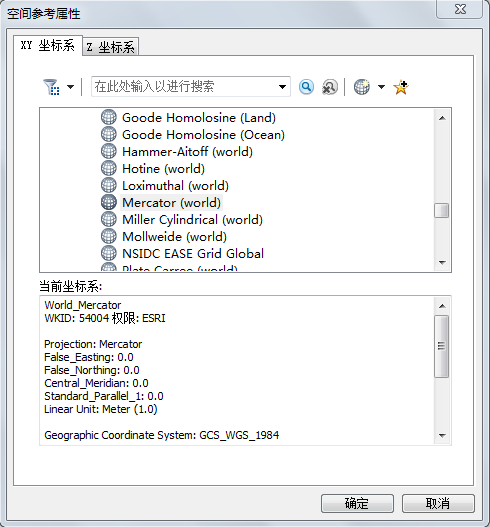 空间参考属性
XY 坐标系
Z 坐标系
在此处输入以进行搜索
Goode Homolosine (Land)
Goode Homolosine (Ocean)
Hammer-Aitoff (world)
Hotine (world)
Loximuthal (world)
Mercator (world)
Miller Cylindrical (world)
Mollweide (world)
NSIDC EASE Grid Global
Plate Carree (world)
当前坐标系:
World_Mercator
WKID: 54004 权限: ESRI
Projection: Mercator
False_Easting: 0.0
False_Northing: 0.0
Central_Meridian: 0.0
Standard_Parallel_1: 0.0
Linear Unit: Meter (1.0)
Geographic Coordinate System: GCS_WGS_1984
确定
取消